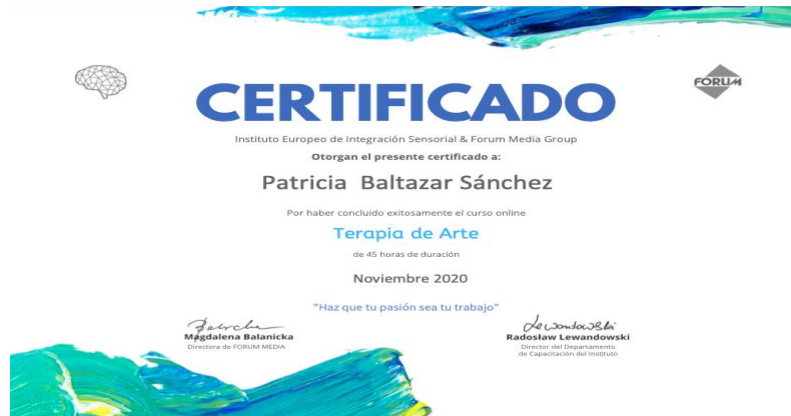 FORUM
CERTIFICADO
Instituto Europeo de Integración Sensorial & Forum Media Group
Otorgan el presente certificado a:
Patricia Baltazar Sánchez
Por haber concluido exitosamente el curso online
Terapia de Arte
de 45 horas de duración
Noviembre 2020
"Haz que tu pasión sea tu trabajo"
Magdalena Balanicka
Directora de FORUM MEDIA
Lewandowski
Radosław Lewandowski
Director del Departamento
de Capacitación del Instituto